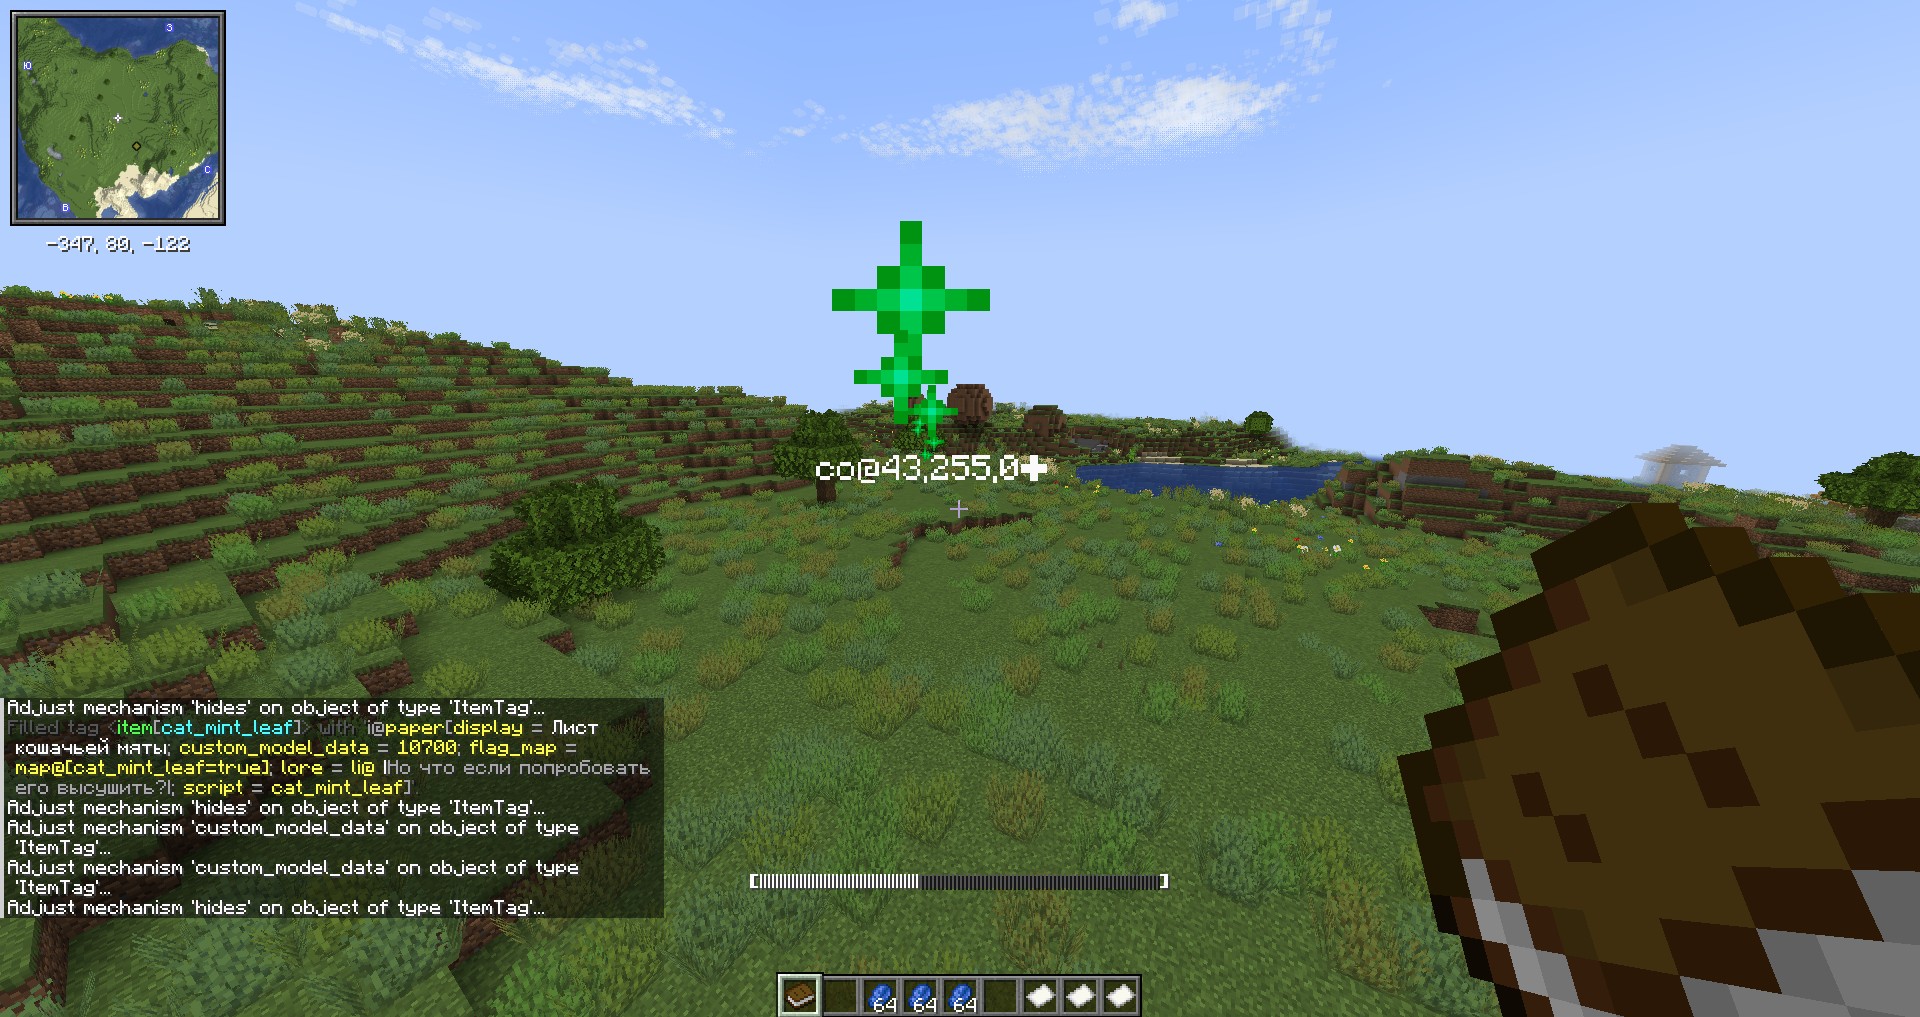 З
Ю
С
В
-347, 80, -122
co@43,255,0✚
Adjust mechanism 'hides' on object of type 'ItemTag'...
Filled tag <item[cat_mint_leaf]> with 'i@paper[display = Лист
кошачьей мяты; custom_model_data = 10700; flag_map =
map@[cat_mint_leaf=true]; lore = li@ |Но что если попробовать
его высушить?|; script = cat_mint_leaf]'
Adjust mechanism 'hides' on object of type 'ItemTag'...
Adjust mechanism 'custom_model_data' on object of type
'ItemTag'...
Adjust mechanism 'custom_model_data' on object of type
'ItemTag'...
Adjust mechanism 'hides' on object of type 'ItemTag'...
64 64 64